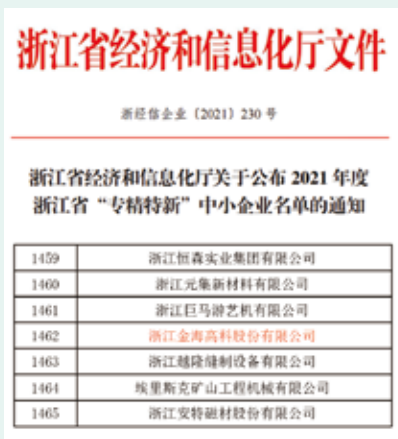 浙江省经济和信息化厅文件
浙经信企业〔2021〕230 号
浙江省经济和信息化厅关于公布 2021 年度
浙江省“专精特新”中小企业名单的通知
1459 浙江恒森实业集团有限公司
1460 浙江元集新材料有限公司
1461 浙江巨马游艺机有限公司
1462 浙江金海高科股份有限公司
1463 浙江越隆缝制设备有限公司
1464 埃里斯克矿山工程机械有限公司
1465 浙江安特磁材股份有限公司